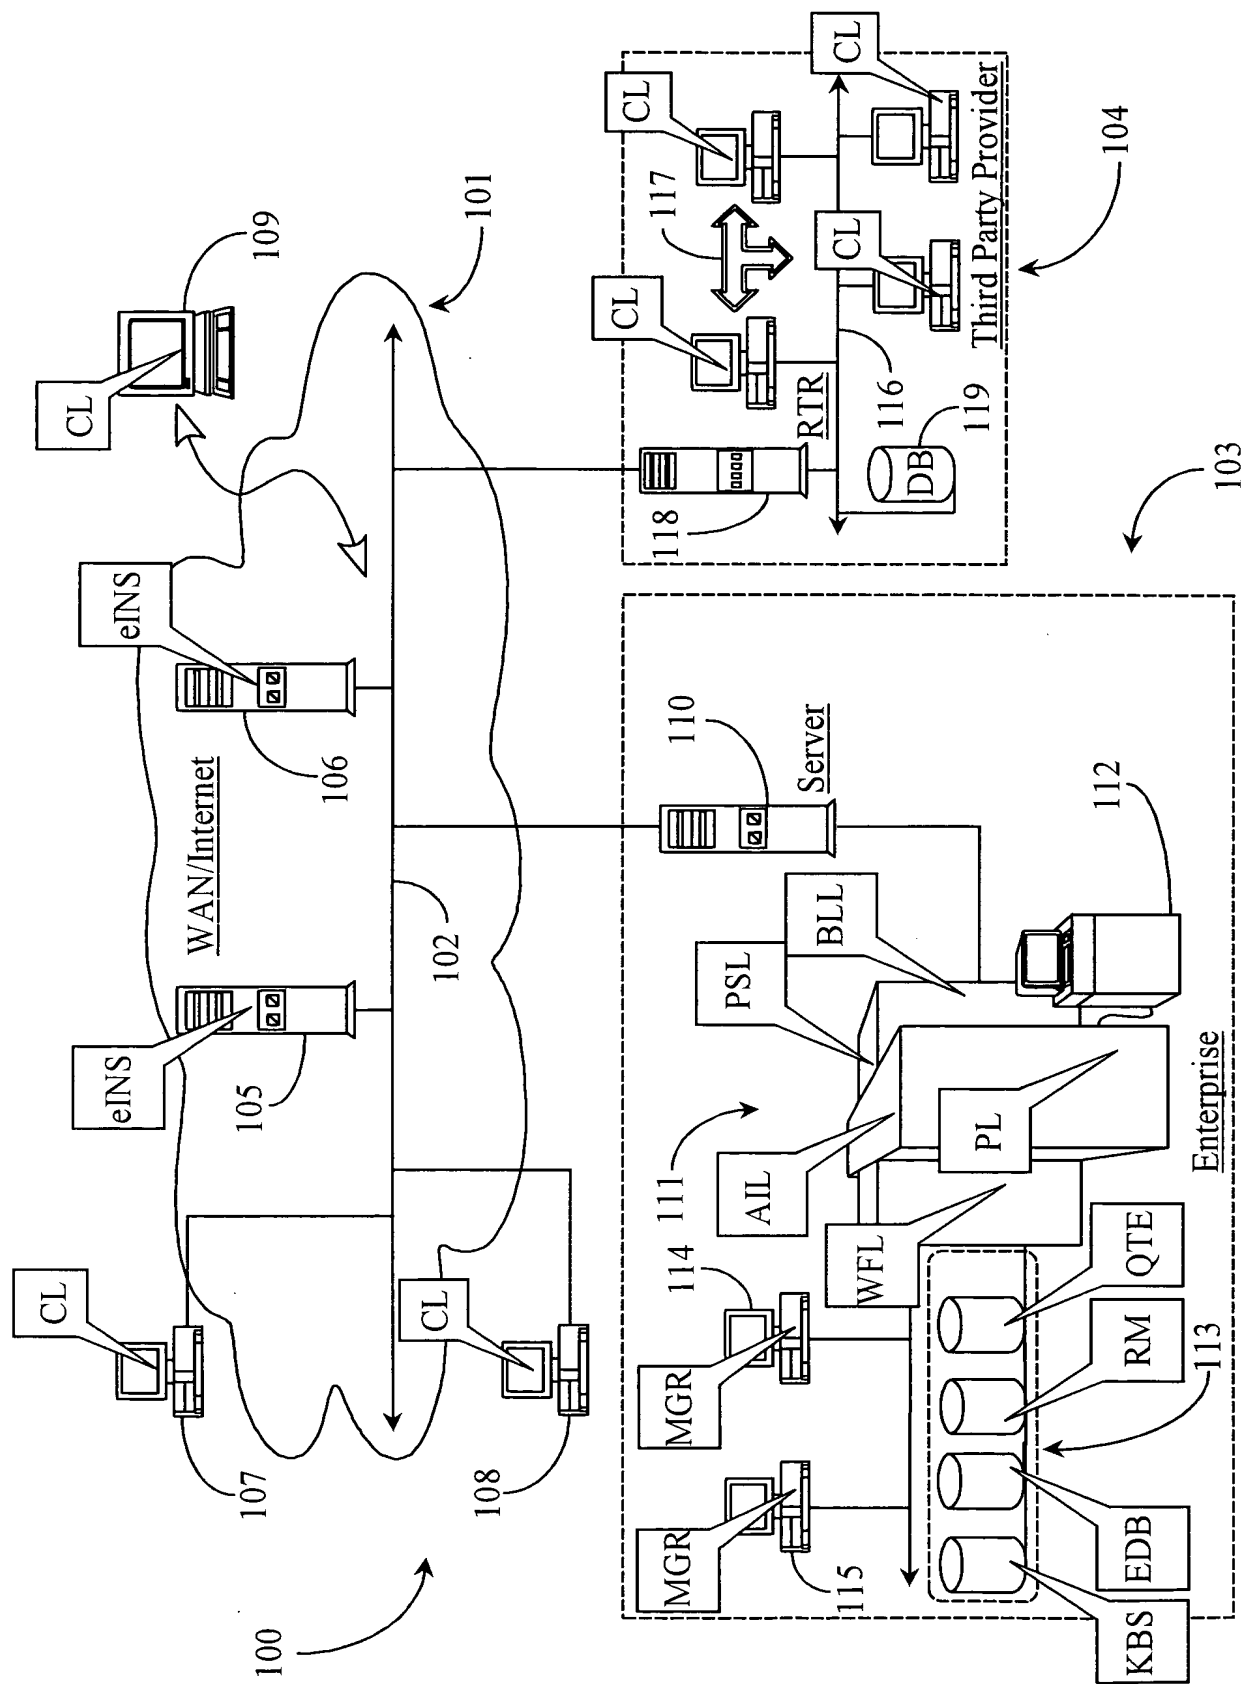 100
CL
107
CL
108
eINS
105
WAN/Internet
eINS
106
102
CL
109
101
MGR
115
MGR
114
111
AIL
WFL
PSL
BLL
PL
110
Server
112
KBS
EDB
RM
QTE
113
Enterprise
103
118
RTR
CL
117
CL
116
DB
119
CL
CL
Third Party Provider
104